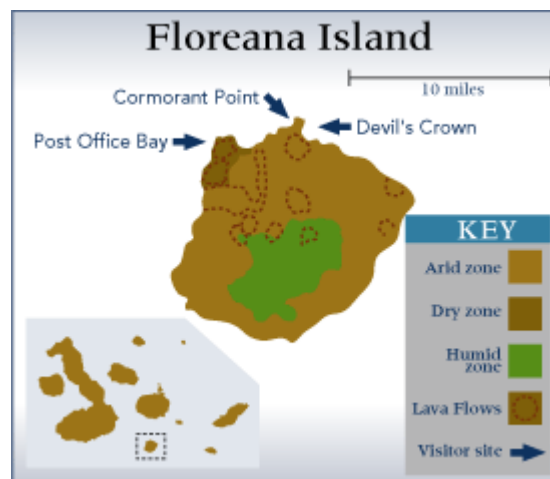 Floreana Island
10 miles
Cormorant Point
Devil's Crown
Post Office Bay
KEY
Arid zone
Dry zone
Humid
zone
Lava Flows
Visitor site